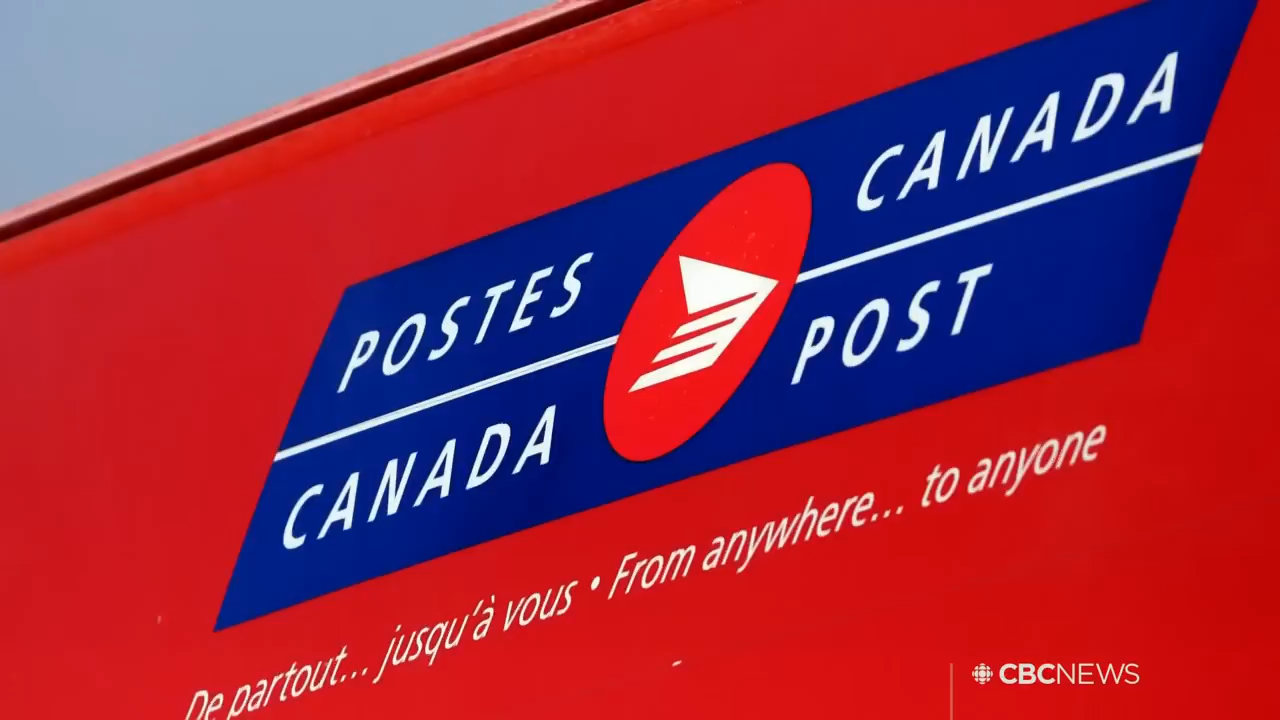 POSTES
CANADA
CANADA
POST
De partout... jusqu'à vous • From anywhere... to anyone
CBCNEWS